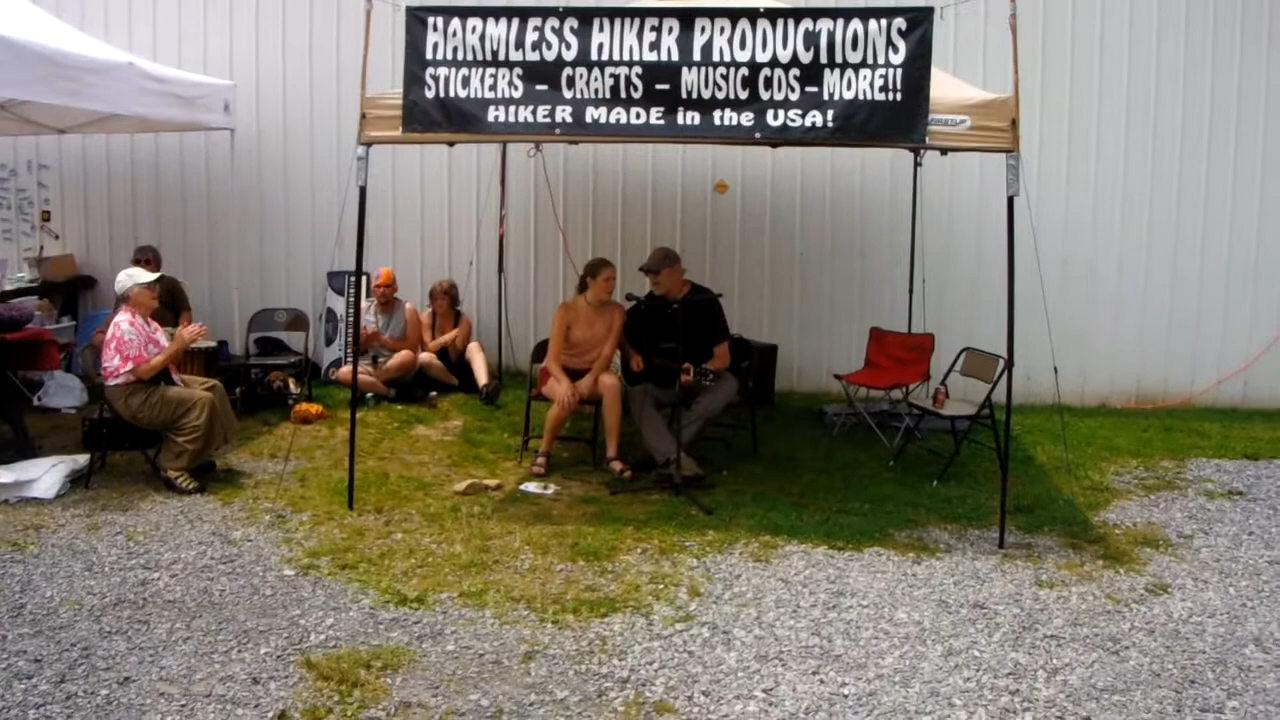 HARMLESS HIKER PRODUCTIONS
STICKERS – CRAFTS – MUSIC CDS – MORE!!
HIKER MADE in the USA!